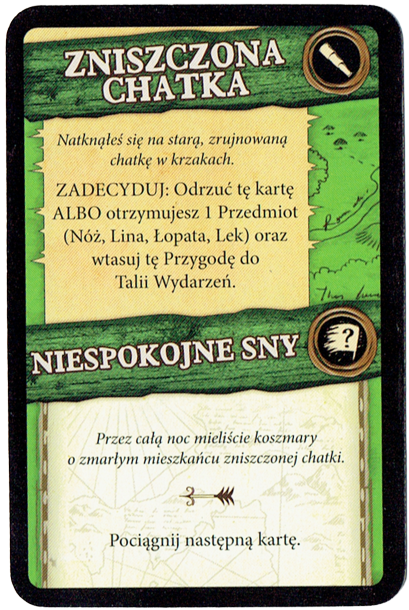 ZNISZCZONA
CHATKA
Natknąłeś się na starą, zrujnowaną
chatkę w krzakach.
ZADECYDUJ: Odrzuć tę kartę
ALBO otrzymujesz 1 Przedmiot
(Nóż, Lina, Łopata, Lek) oraz
wtasuj tę Przygodę do
Talii Wydarzeń.
NIESPOKOJNE SNY
?
Przez całą noc mieliście koszmary
o zmarłym mieszkańcu zniszczonej chatki.
Pociągnij następną kartę.